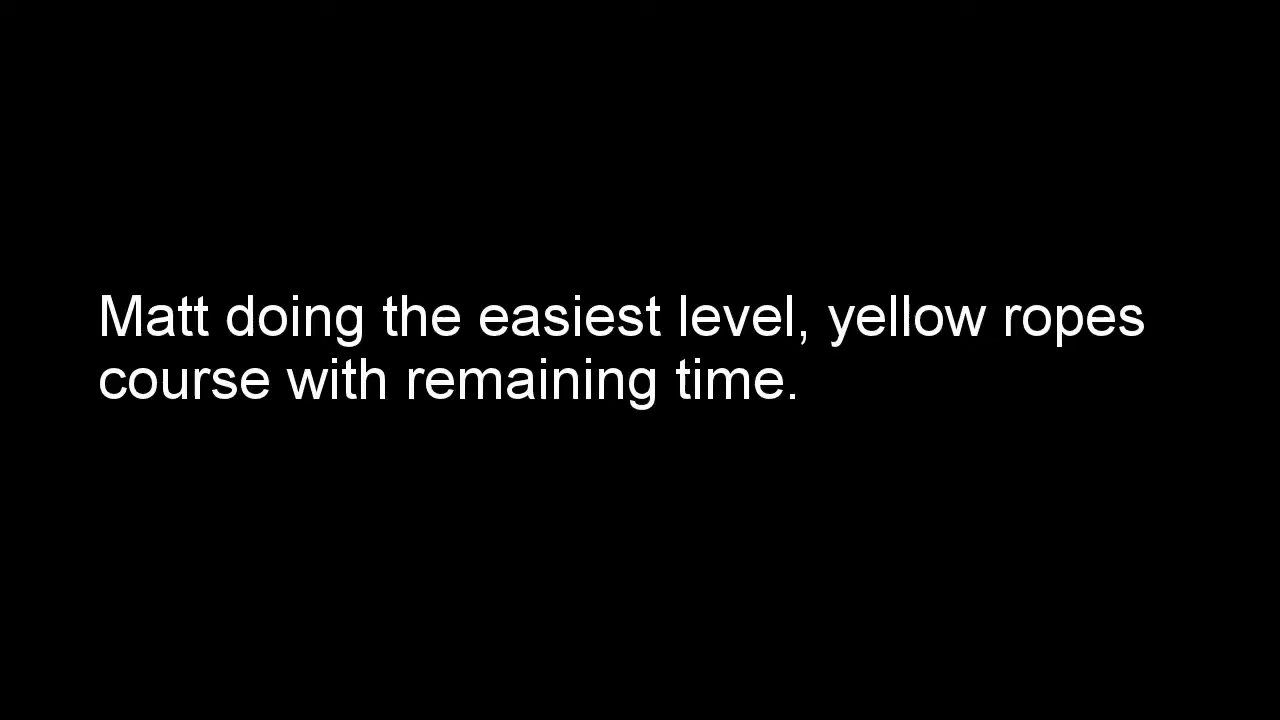 Matt doing the easiest level, yellow ropes
course with remaining time.